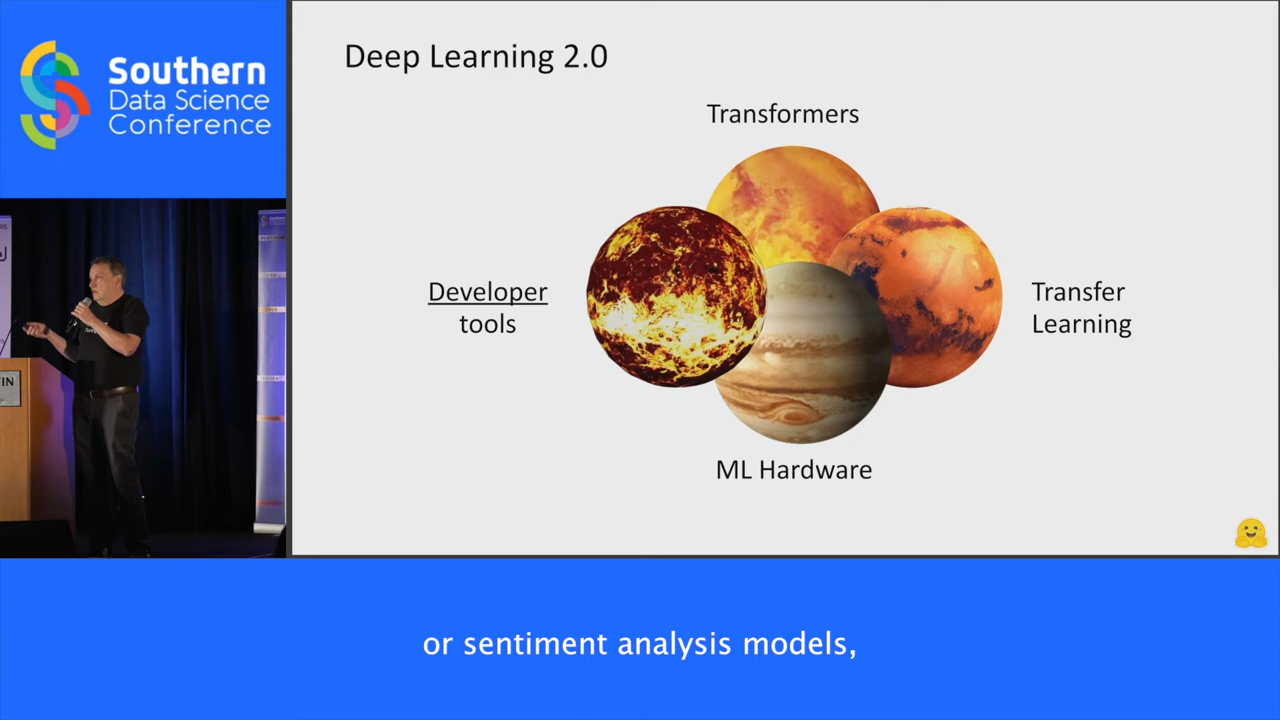 Southern
Data Science
Conference
Deep Learning 2.0
Transformers
Developer
tools
Transfer
Learning
ML Hardware
TIN
or sentiment analysis models,